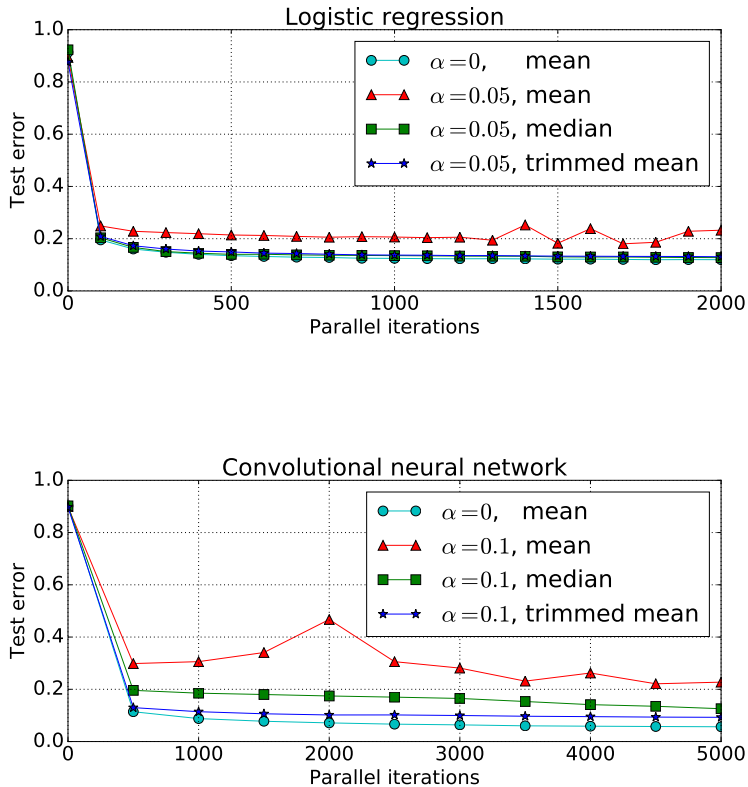 Logistic regression
1.0
0.8
0.6
0.4
0.2
0.0
Test error
α=0, mean
α=0.05, mean
α=0.05, median
α=0.05, trimmed mean
0 500 1000 1500 2000
Parallel iterations
Convolutional neural network
1.0
0.8
0.6
0.4
0.2
0.0
Test error
α=0, mean
α=0.1, mean
α=0.1, median
α=0.1, trimmed mean
0 1000 2000 3000 4000 5000
Parallel iterations